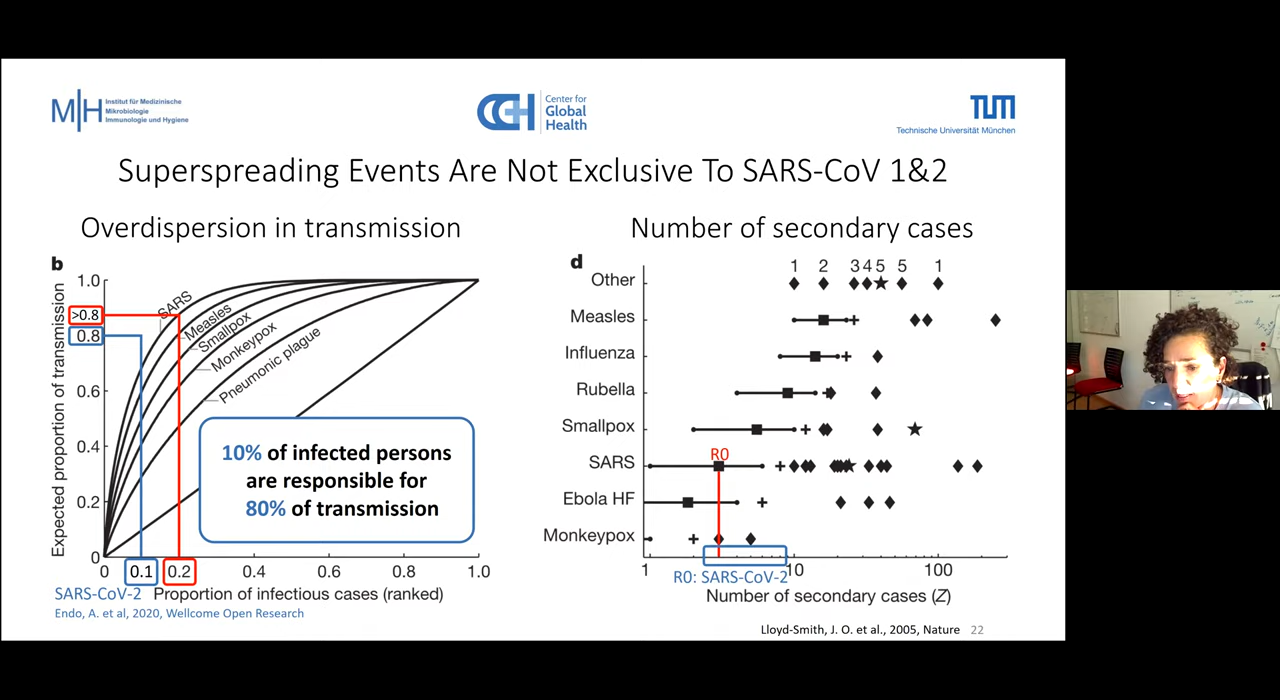 M|H Institut für Medizinische
Mikrobiologie
Immunologie und Hygiene
CGH Center for
Global
Health
TUM
Technische Universität München
Superspreading Events Are Not Exclusive To SARS-CoV 1&2
Overdispersion in transmission
b
Expected proportion of transmission
1.0
>0.8
0.8
0.6
0.4
0.2
0
SARS
Measles
Smallpox
Monkeypox
Pneumonic plague
10% of infected persons
are responsible for
80% of transmission
0 0.1 0.2 0.4 0.6 0.8 1.0
SARS-CoV-2 Proportion of infectious cases (ranked)
Endo, A. et al, 2020, Wellcome Open Research
Number of secondary cases
d
1 2 3 4 5 5 1
Other
Measles
Influenza
Rubella
Smallpox
SARS
R0
Ebola HF
Monkeypox
1 10 100
R0: SARS-CoV-2
Number of secondary cases (Z)
Lloyd-Smith, J. O. et al., 2005, Nature 22